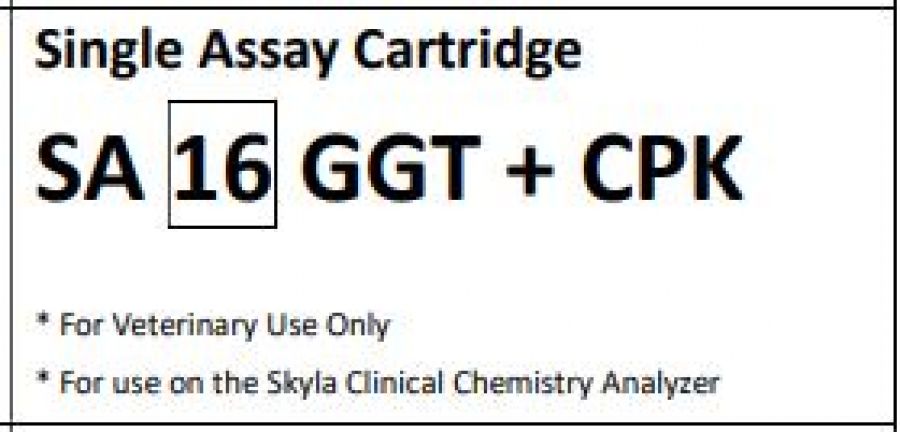 Single Assay Cartridge
SA 16 GGT + CPK
* For Veterinary Use Only
* For use on the Skyla Clinical Chemistry Analyzer